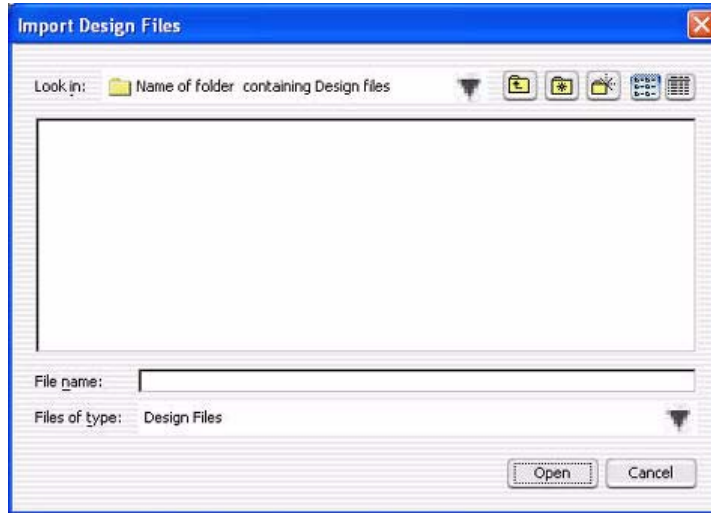 Import Design Files
Look in: Name of folder containing Design files
File name:
Files of type: Design Files
Open Cancel